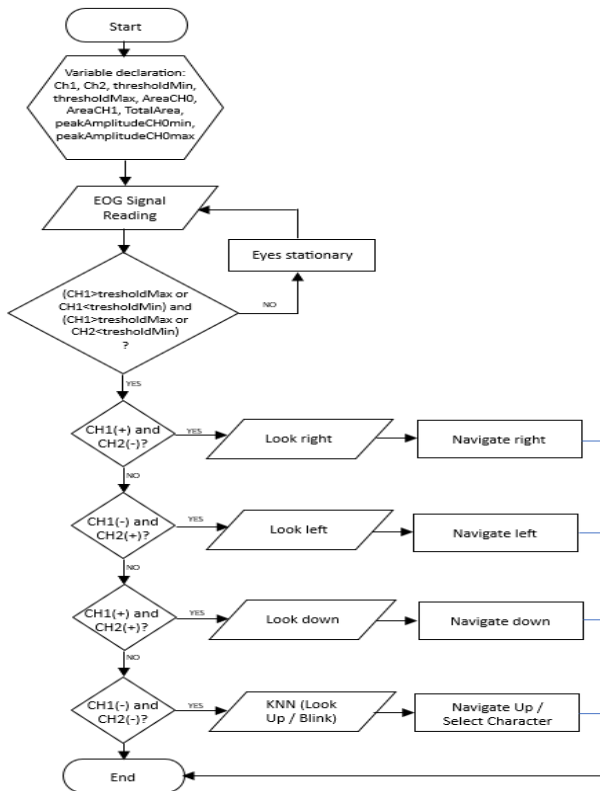 Start
Variable declaration:
Ch1, Ch2, thresholdMin,
thresholdMax, AreaCH0,
AreaCH1, TotalArea,
peakAmplitudeCH0min,
peakAmplitudeCH0max
EOG Signal
Reading
Eyes stationary
(CH1>tresholdMax or
CH1<tresholdMin) and
(CH1>tresholdMax or
CH2<tresholdMin)
?
NO
YES
CH1(+) and
CH2(-)?
YES
Look right
Navigate right
NO
CH1(-) and
CH2(+)?
YES
Look left
Navigate left
NO
CH1(+) and
CH2(+)?
YES
Look down
Navigate down
NO
CH1(-) and
CH2(-)?
YES
KNN (Look
Up / Blink)
Navigate Up /
Select Character
End